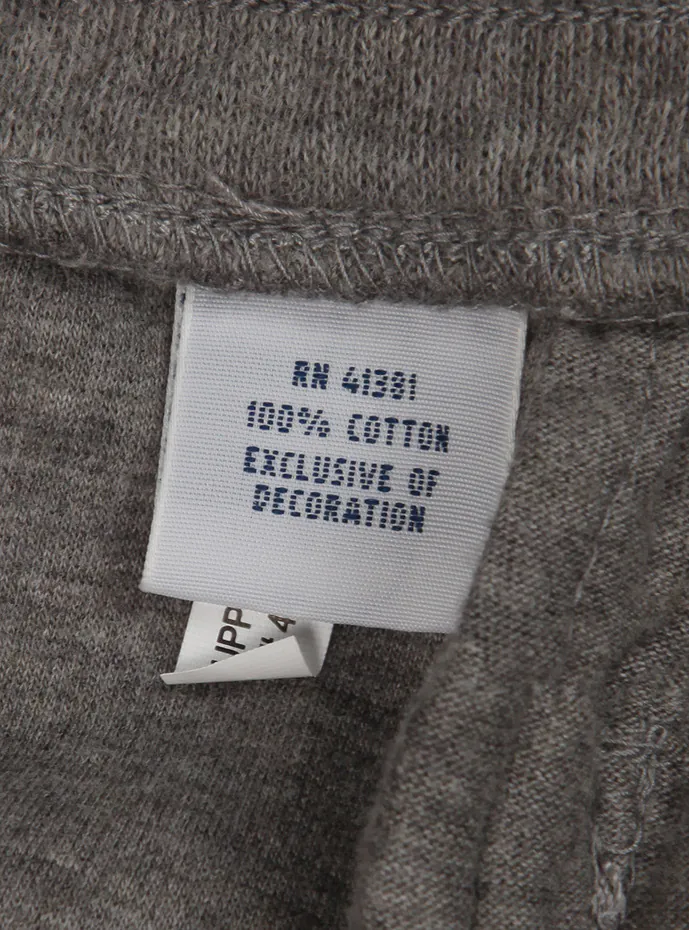 RN 41381
100% COTTON
EXCLUSIVE OF
DECORATION